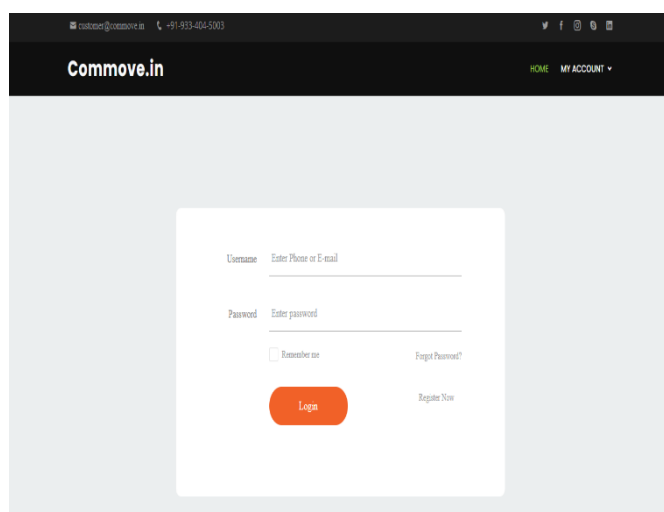 customer@commove.in +91-933-404-5003
Commove.in
HOME MY ACCOUNT
Username Enter Phone or E-mail
Password Enter password
Remember me Forgot Password?
Login Register Now